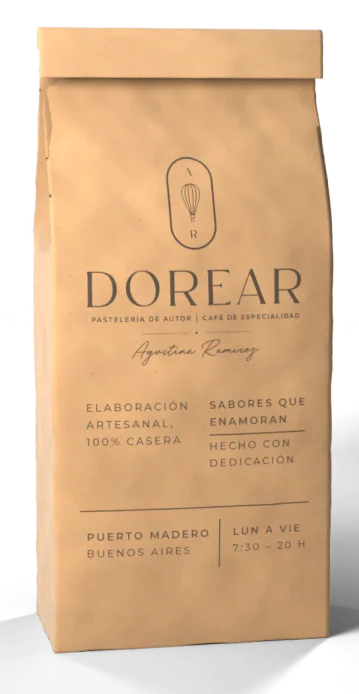 A
R
DOREAR
PASTELERÍA DE AUTOR | CAFÉ DE ESPECIALIDAD
Agustina Ramirez
ELABORACIÓN
ARTESANAL,
100% CASERA
SABORES QUE
ENAMORAN
HECHO CON
DEDICACIÓN
PUERTO MADERO
BUENOS AIRES
LUN A VIE
7:30 – 20 H